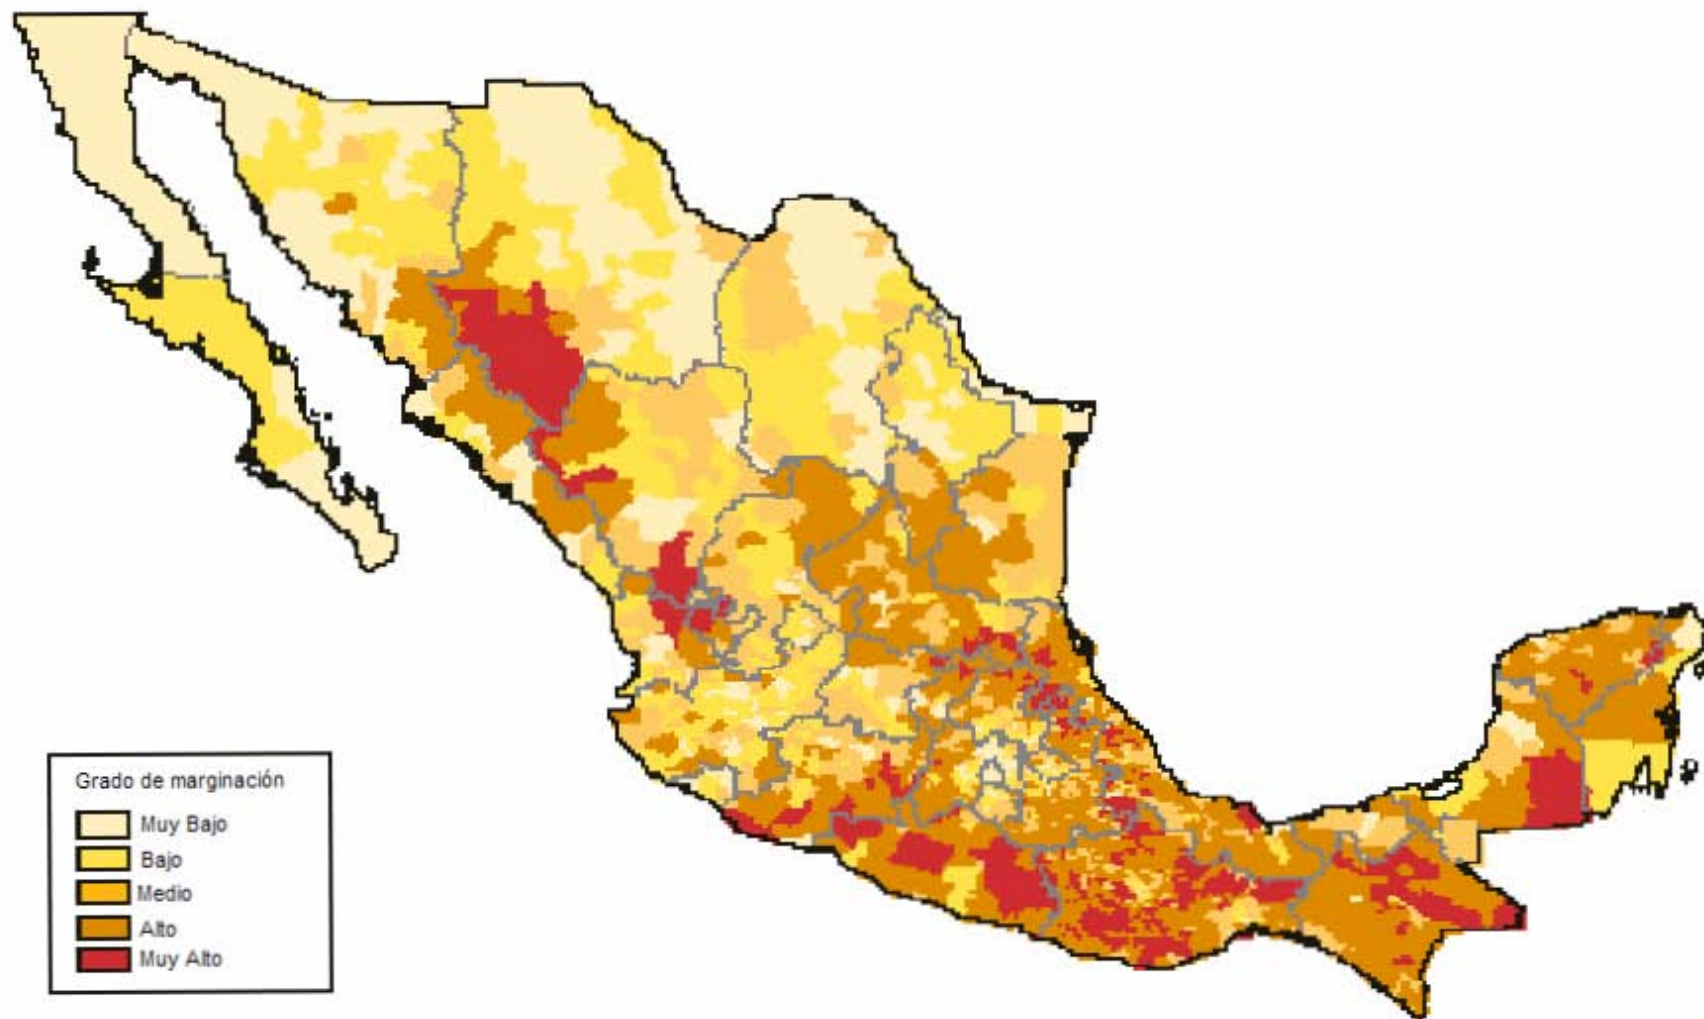 Grado de marginación
Muy Bajo
Bajo
Medio
Alto
Muy Alto